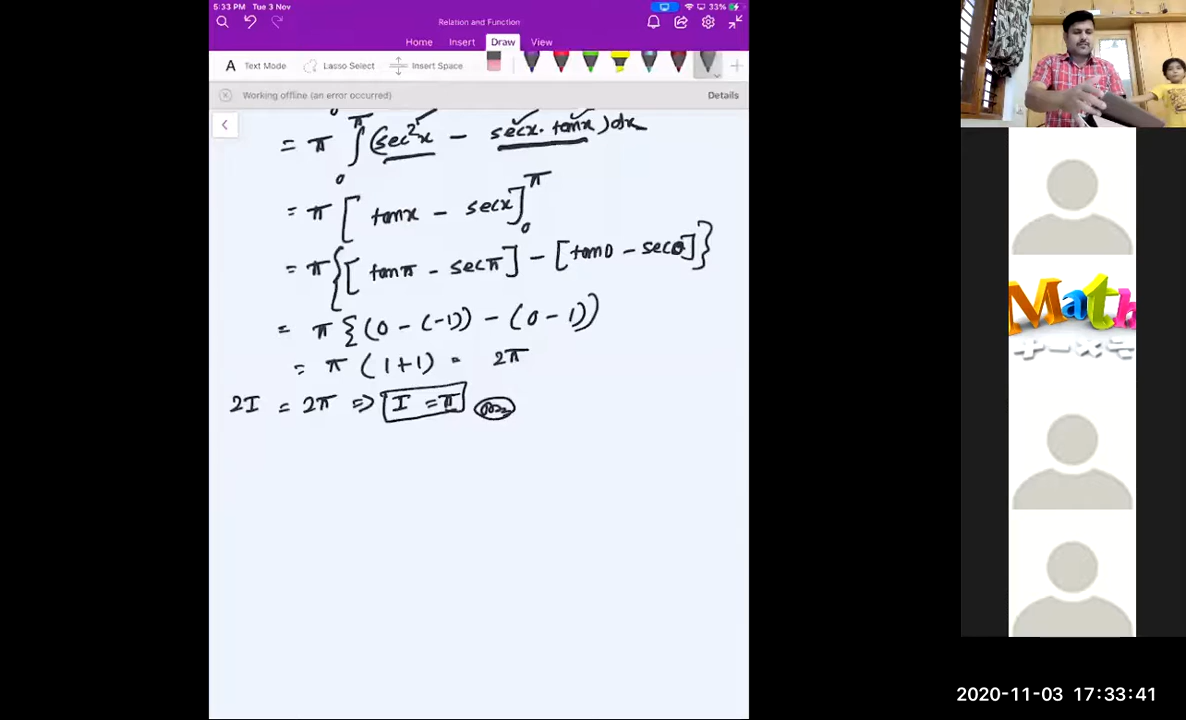 5:33 PM Tue 3 Nov
33%
Relation and Function
Home Insert Draw View
A Text Mode Lasso Select Insert Space
Working offline (an error occurred) Details
= π ∫₀^π (sec²x − secx. tanx) dx
= π [ tanx − secx ]₀^π
= π { [ tanπ − secπ ] − [ tan0 − sec0 ] }
= π { (0 − (−1)) − (0 − 1) )
= π (1+1) = 2π
2I = 2π ⇒ I = π
Math
+ − × ÷
2020-11-03 17:33:41